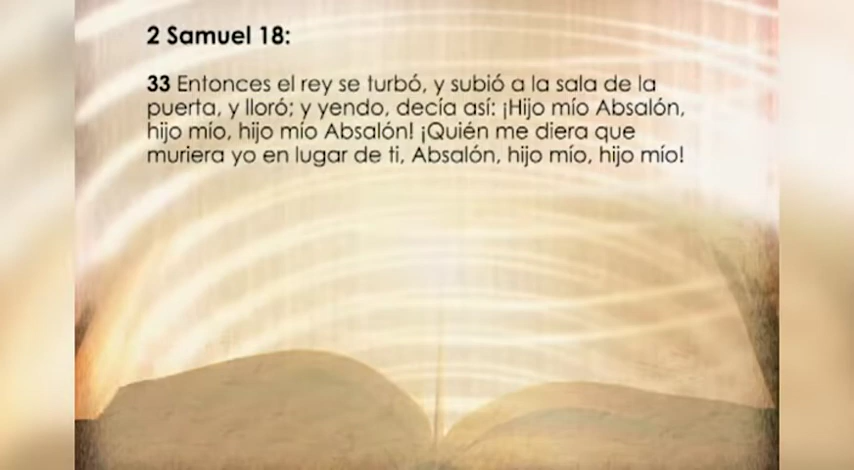 2 Samuel 18:
33 Entonces el rey se turbó, y subió a la sala de la
puerta, y lloró; y yendo, decía así: ¡Hijo mío Absalón,
hijo mío, hijo mío Absalón! ¡Quién me diera que
muriera yo en lugar de ti, Absalón, hijo mío, hijo mío!